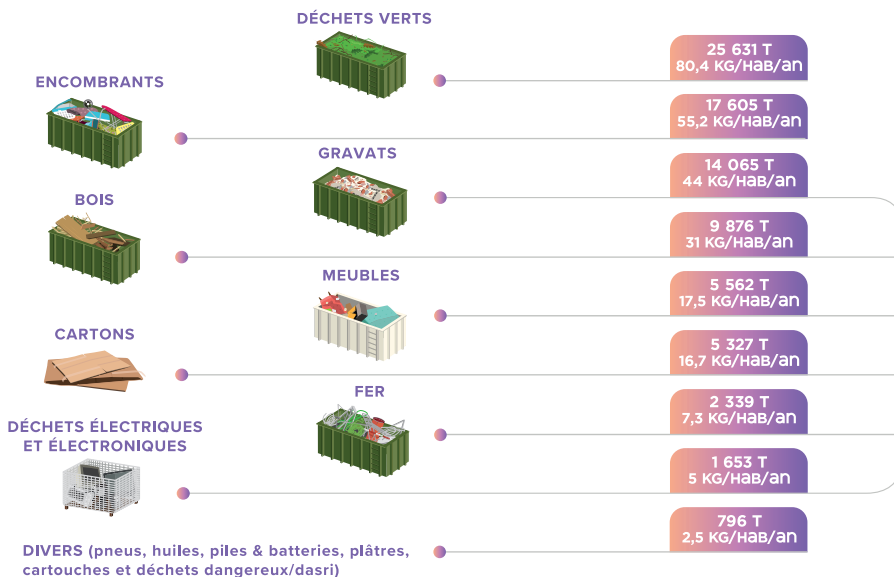 DÉCHETS VERTS
25 631 T
80,4 KG/HaB/an
ENCOMBRANTS
17 605 T
55,2 KG/HaB/an
GRAVATS
14 065 T
44 KG/HaB/an
BOIS
9 876 T
31 KG/HaB/an
MEUBLES
5 562 T
17,5 KG/HaB/an
CARTONS
5 327 T
16,7 KG/HaB/an
FER
2 339 T
7,3 KG/HaB/an
DÉCHETS ÉLECTRIQUES
ET ÉLECTRONIQUES
1 653 T
5 KG/HaB/an
DIVERS (pneus, huiles, piles & batteries, plâtres,
cartouches et déchets dangereux/dasri)
796 T
2,5 KG/HaB/an